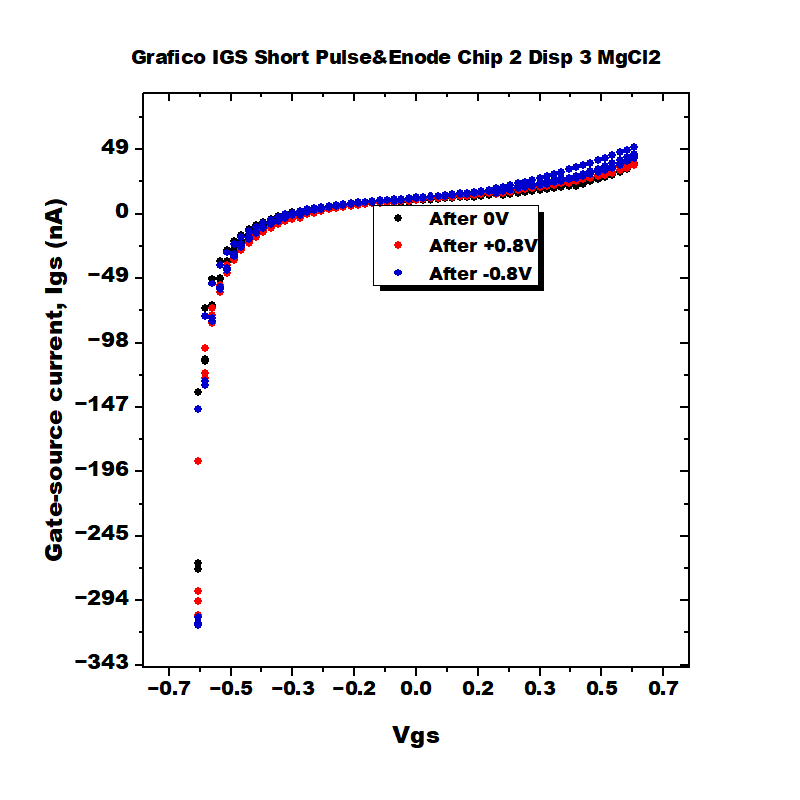 Grafico IGS Short Pulse&Enode Chip 2 Disp 3 MgCl2
Gate-source current, Igs (nA)
49
0
−49
−98
−147
−196
−245
−294
−343
After 0V
After +0.8V
After -0.8V
−0.7 −0.5 −0.3 −0.2 0.0 0.2 0.3 0.5 0.7
Vgs